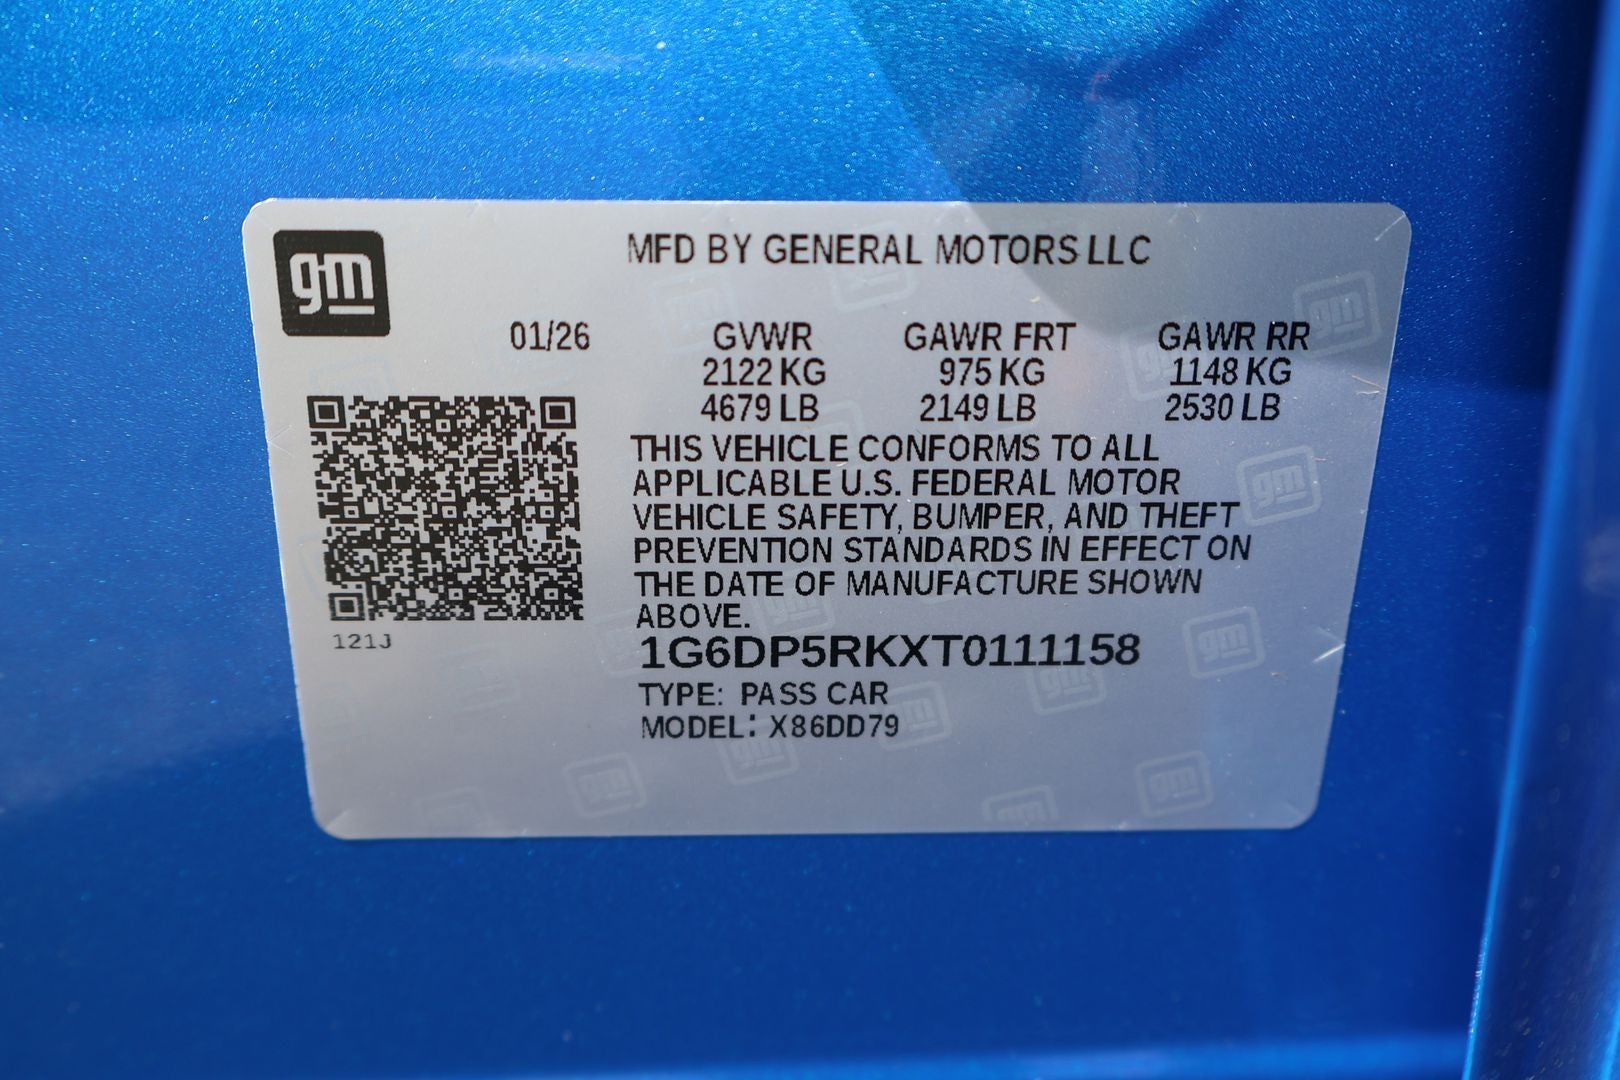 gm
MFD BY GENERAL MOTORS LLC
01/26 GVWR GAWR FRT GAWR RR
2122 KG 975 KG 1148 KG
4679 LB 2149 LB 2530 LB
THIS VEHICLE CONFORMS TO ALL
APPLICABLE U.S. FEDERAL MOTOR
VEHICLE SAFETY, BUMPER, AND THEFT
PREVENTION STANDARDS IN EFFECT ON
THE DATE OF MANUFACTURE SHOWN
ABOVE.
121J
1G6DP5RKXT0111158
TYPE: PASS CAR
MODEL: X86DD79